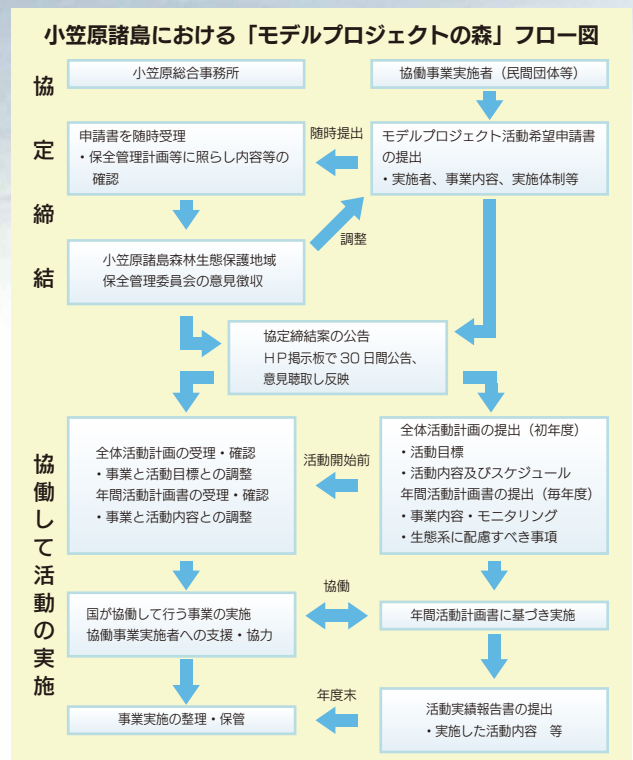 小笠原諸島における「モデルプロジェクトの森」フロー図
協定締結
小笠原総合事務所
協働事業実施者（民間団体等）
申請書を随時受理
・保全管理計画等に照らし内容等の
確認
随時提出
モデルプロジェクト活動希望申請書
の提出
・実施者、事業内容、実施体制等
調整
小笠原諸島森林生態保護地域
保全管理委員会の意見徴収
協定締結案の公告
ＨＰ掲示板で 30 日間公告、
意見聴取し反映
協働して活動の実施
全体活動計画の受理・確認
・事業と活動目標との調整
年間活動計画書の受理・確認
・事業と活動内容との調整
活動開始前
全体活動計画の提出（初年度）
・活動目標
・活動内容及びスケジュール
年間活動計画書の提出（毎年度）
・事業内容・モニタリング
・生態系に配慮すべき事項
国が協働して行う事業の実施
協働事業実施者への支援・協力
協働
年間活動計画書に基づき実施
事業実施の整理・保管
年度末
活動実績報告書の提出
・実施した活動内容　等